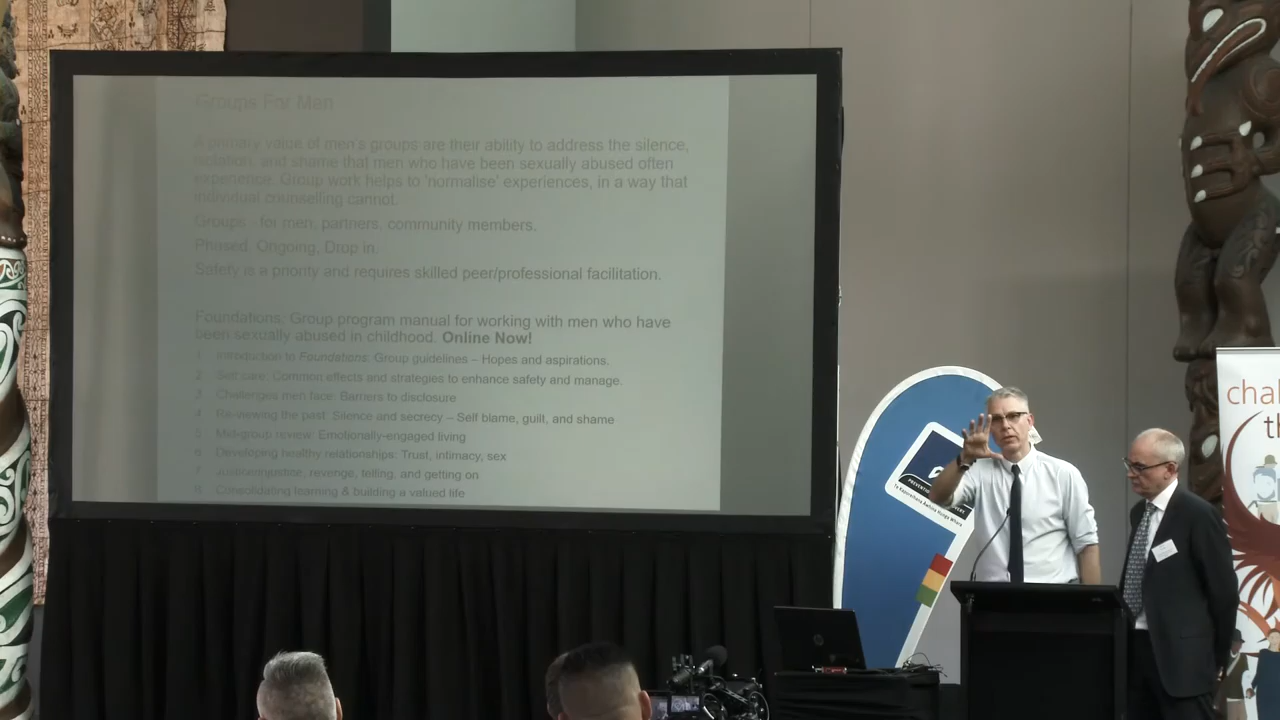 Groups For Men
A primary value of men's groups are their ability to address the silence,
isolation, and shame that men who have been sexually abused often
experience. Group work helps to 'normalise' experiences, in a way that
individual counselling cannot.
Groups - for men, partners, community members.
Phased. Ongoing, Drup in.
Safety is a priority and requires skilled peer/professional facilitation.
Foundations: Group program manual for working with men who have
been sexually abused in childhood. Online Now!
1. Introduction to Foundations: Group guidelines – Hopes and aspirations.
2. Self care: Common effects and strategies to enhance safety and manage.
3. Challenges men face: Barriers to disclosure
4. Re-viewing the past: Silence and secrecy – Self blame, guilt, and shame
5. Mid-group review: Emotionally-engaged living
6. Developing healthy relationships: Trust, intimacy, sex
7. revenge, telling, and getting on
8. Consolidating learning & building a valued life
chal
th